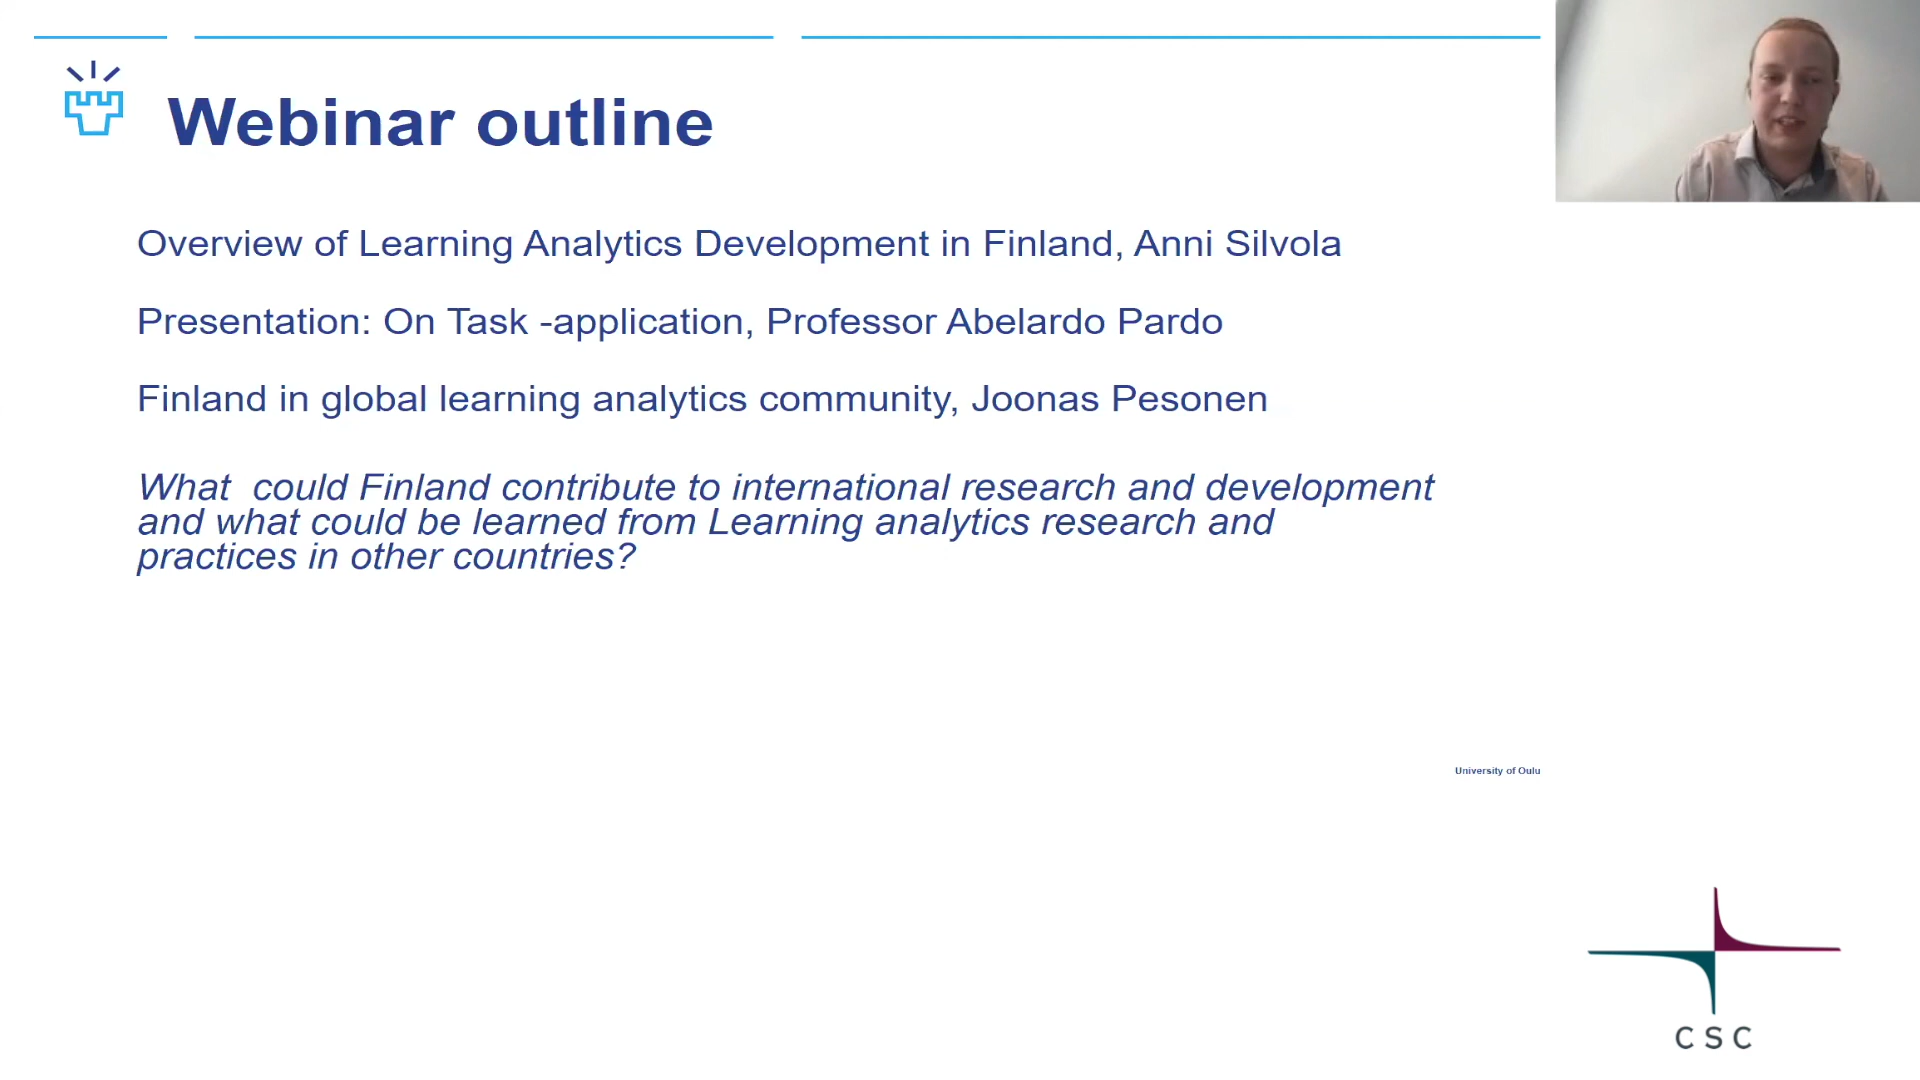 Webinar outline
Overview of Learning Analytics Development in Finland, Anni Silvola
Presentation: On Task -application, Professor Abelardo Pardo
Finland in global learning analytics community, Joonas Pesonen
What  could Finland contribute to international research and development
and what could be learned from Learning analytics research and
practices in other countries?
University of Oulu
CSC